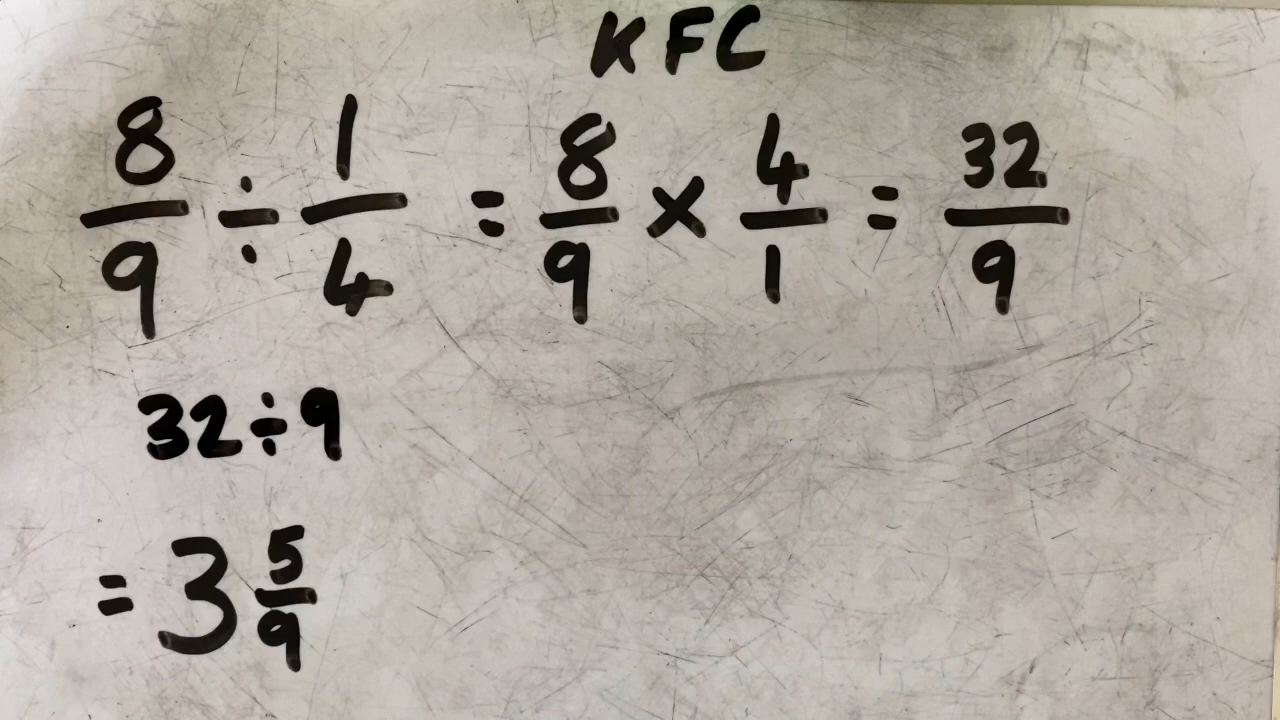 KFC
8/9 ÷ 1/4 = 8/9 × 4/1 = 32/9
32÷9
= 3 5/9